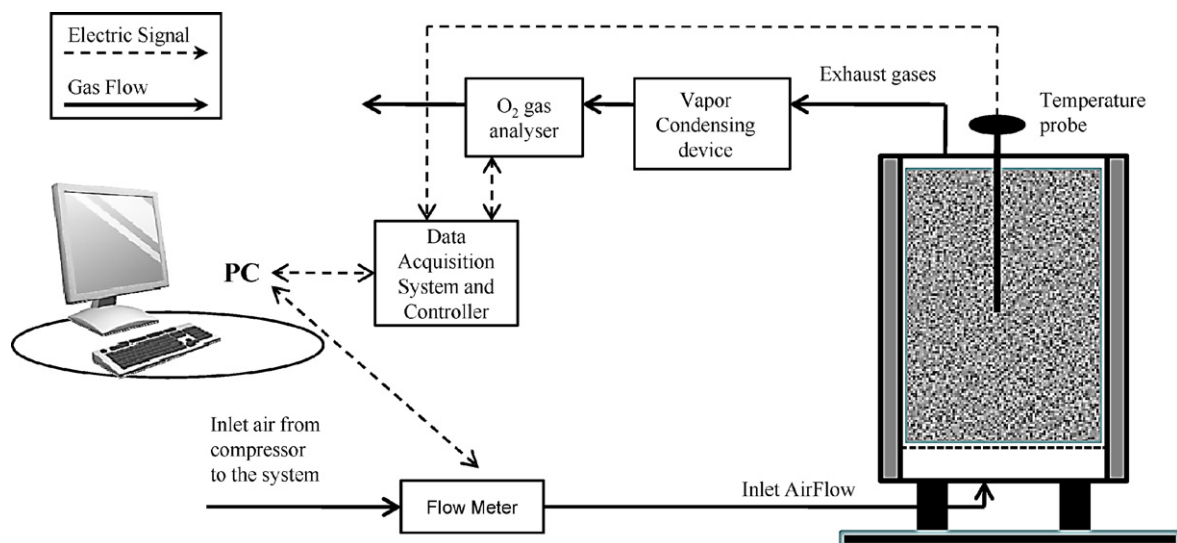 Electric Signal
Gas Flow
Exhaust gases
Temperature
probe
O₂ gas
analyser
Vapor
Condensing
device
Data
Acquisition
System and
Controller
PC
Inlet air from
compressor
to the system
Flow Meter
Inlet AirFlow